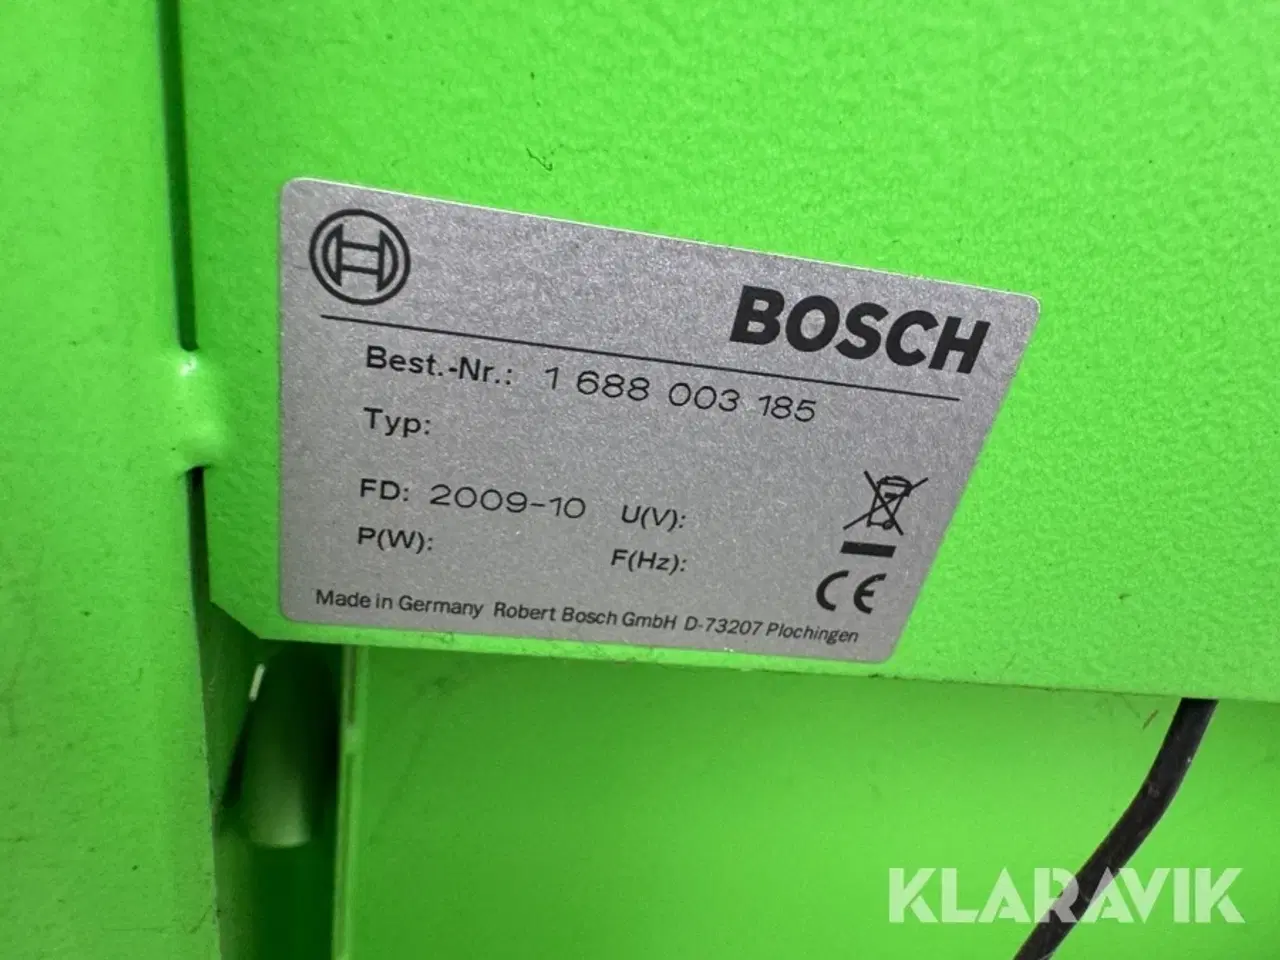 BOSCH
Best.-Nr.: 1 688 003 185
Typ:
FD: 2009-10 U(V):
P(W): F(Hz):
CE
Made in Germany Robert Bosch GmbH D-73207 Plochingen
KLARAVIK